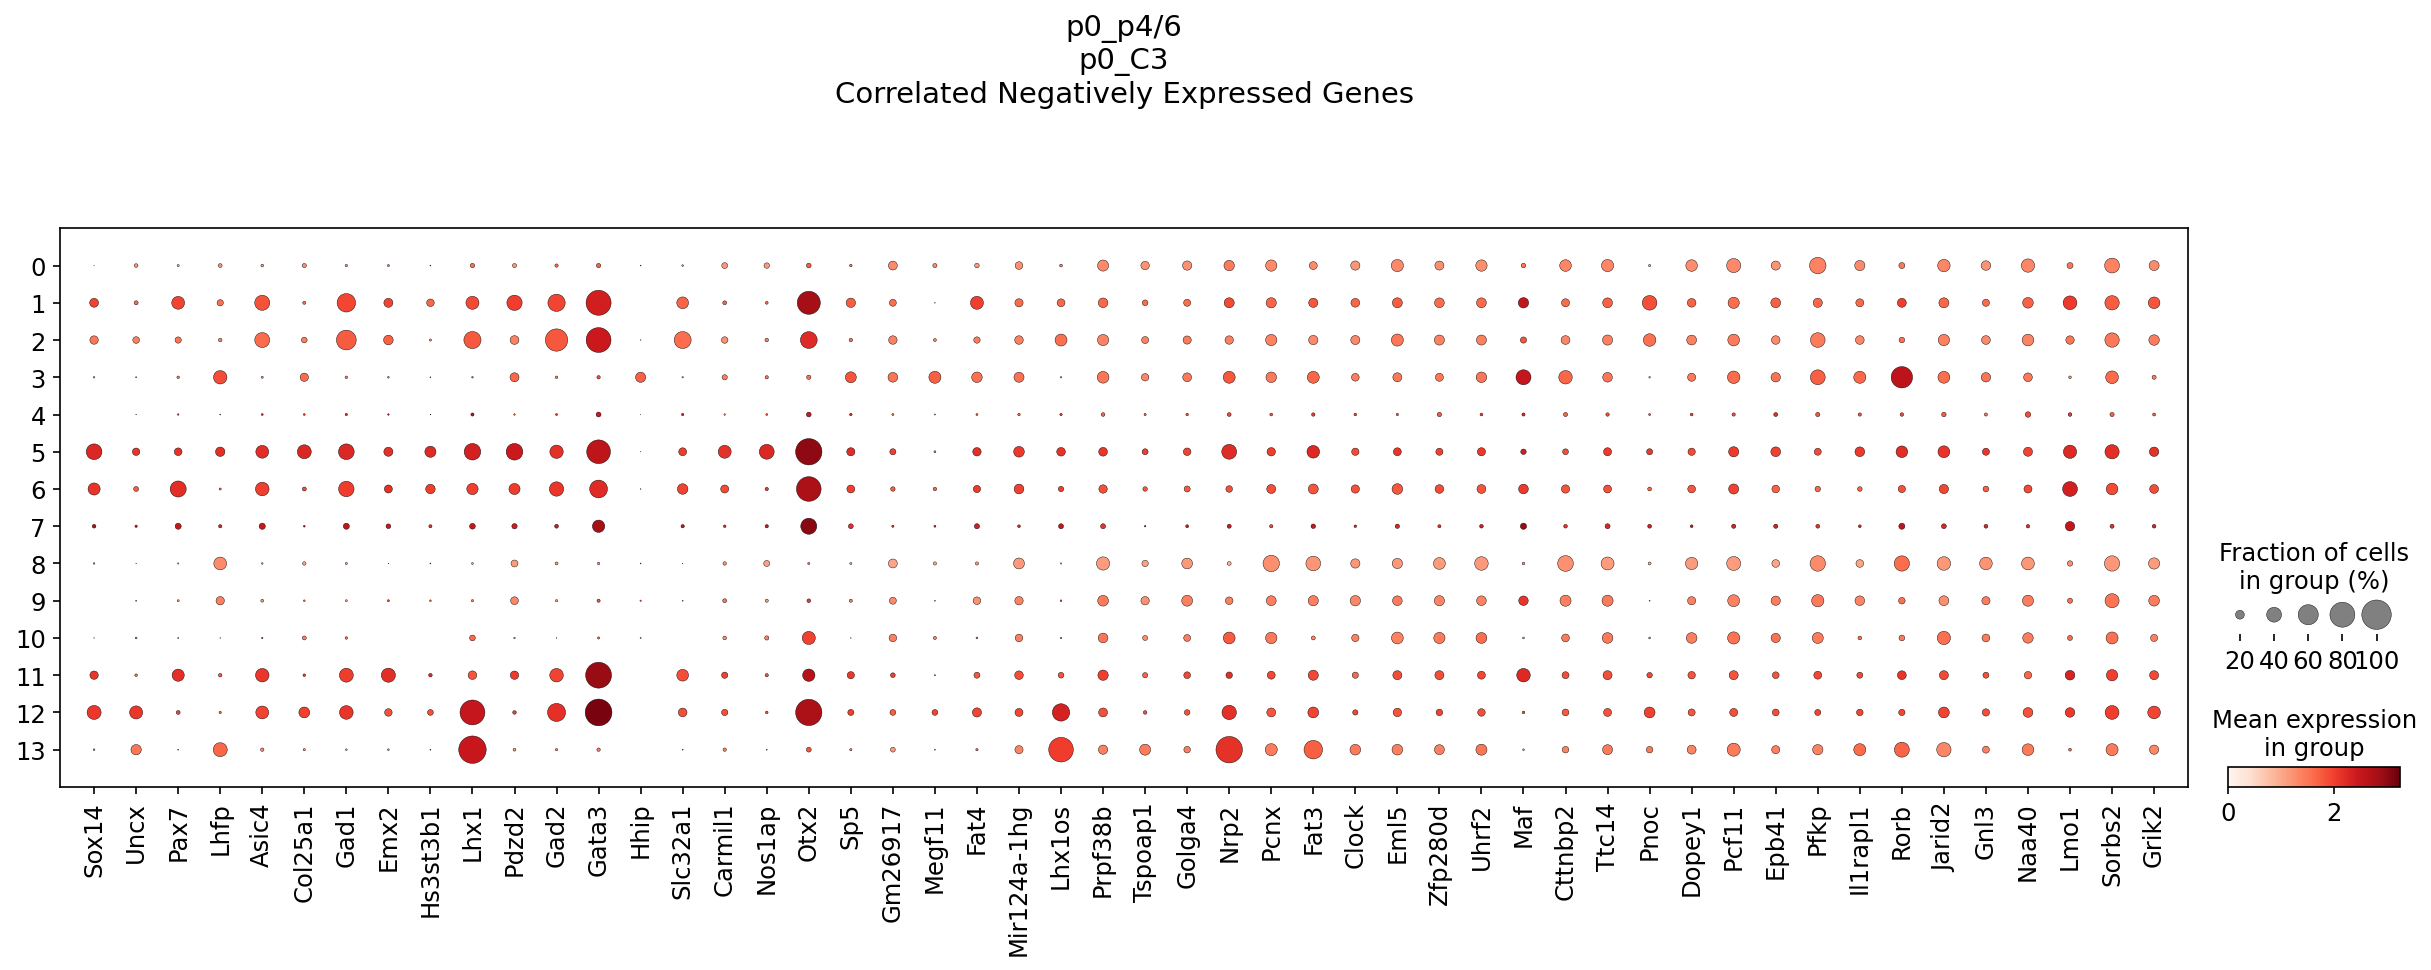 p0_p4/6
p0_C3
Correlated Negatively Expressed Genes
0
1
2
3
4
5
6
7
8
9
10
11
12
13
Sox14
Uncx
Pax7
Lhfp
Asic4
Col25a1
Gad1
Emx2
Hs3st3b1
Lhx1
Pdzd2
Gad2
Gata3
Hhip
Slc32a1
Carmil1
Nos1ap
Otx2
Sp5
Gm26917
Megf11
Fat4
Mir124a-1hg
Lhx1os
Prpf38b
Tspoap1
Golga4
Nrp2
Pcnx
Fat3
Clock
Eml5
Zfp280d
Uhrf2
Maf
Cttnbp2
Ttc14
Pnoc
Dopey1
Pcf11
Epb41
Pfkp
Il1rapl1
Rorb
Jarid2
Gnl3
Naa40
Lmo1
Sorbs2
Grik2
Fraction of cells
in group (%)
20 40 60 80 100
Mean expression
in group
0 2